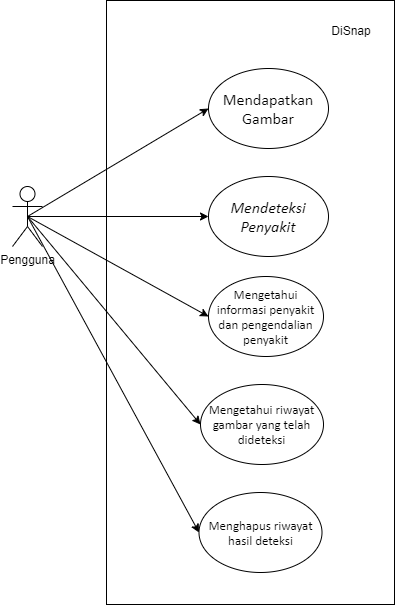 DiSnap
Mendapatkan
Gambar
Mendeteksi
Penyakit
Pengguna
Mengetahui
informasi penyakit
dan pengendalian
penyakit
Mengetahui riwayat
gambar yang telah
dideteksi
Menghapus riwayat
hasil deteksi